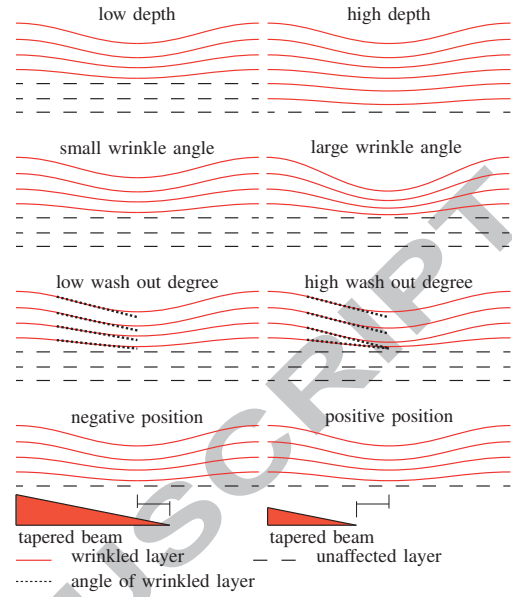 low depth high depth
small wrinkle angle large wrinkle angle
low wash out degree high wash out degree
negative position positive position
tapered beam tapered beam
wrinkled layer unaffected layer
angle of wrinkled layer
USCRIPT